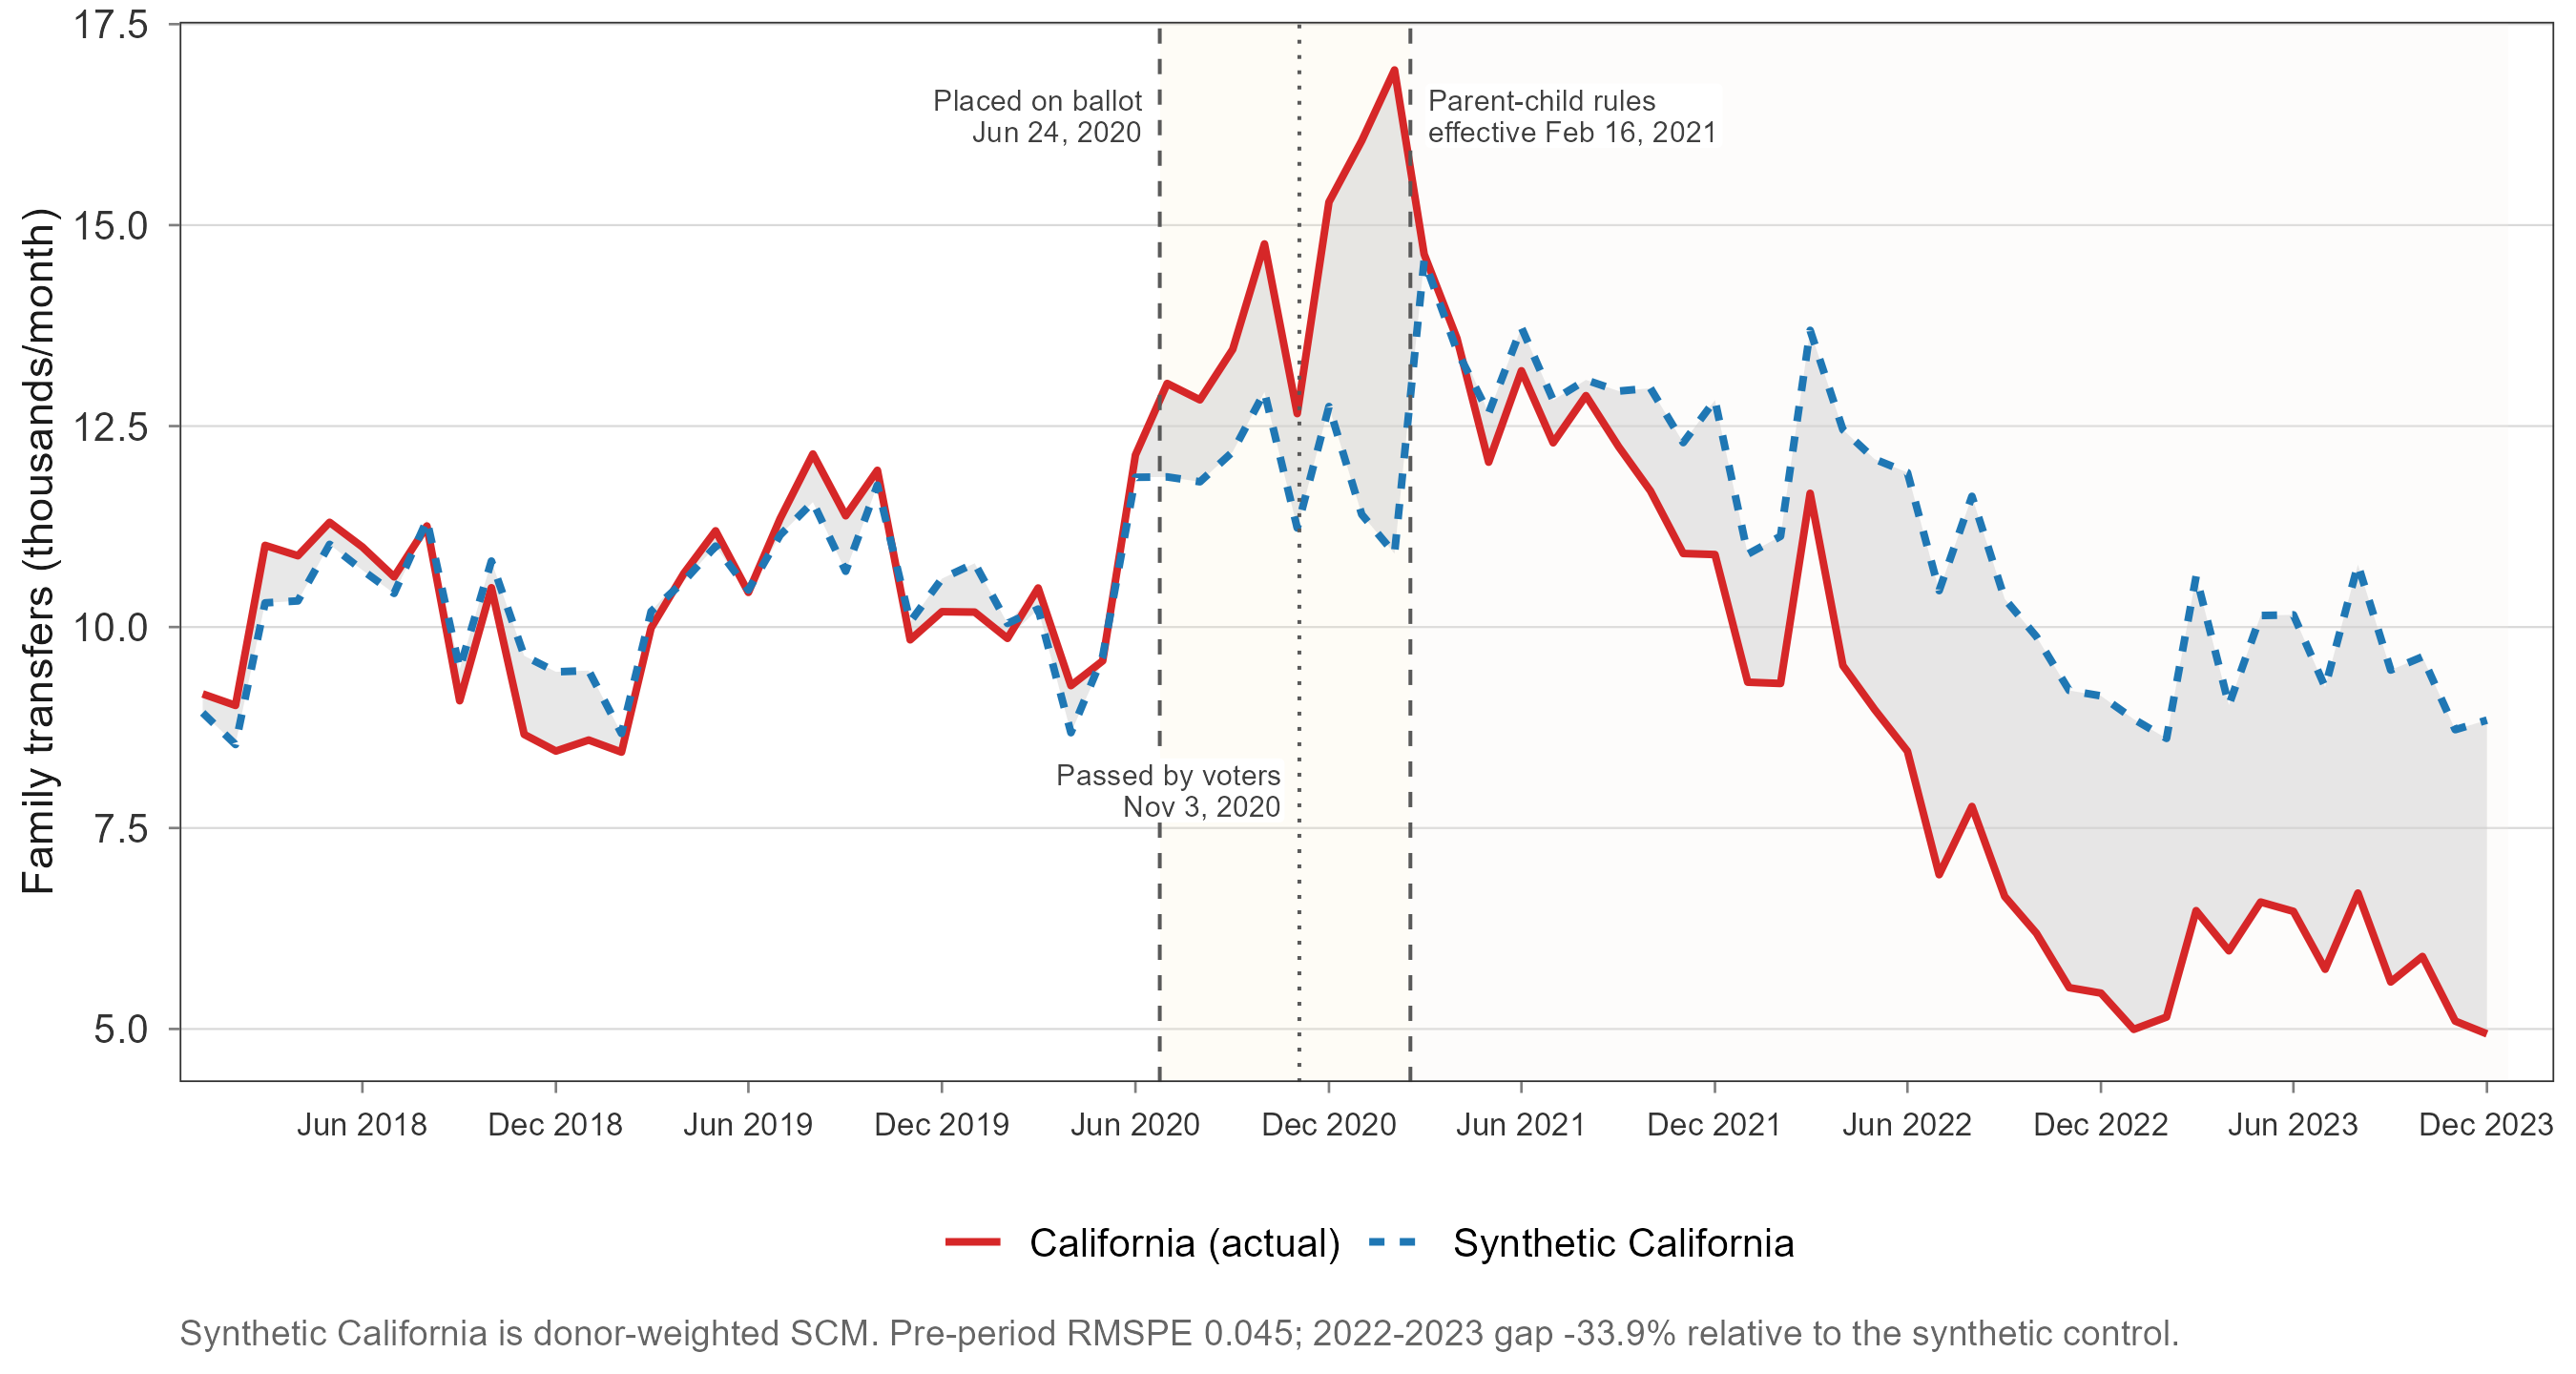 Family transfers (thousands/month)
17.5
15.0
12.5
10.0
7.5
5.0
Placed on ballot
Jun 24, 2020
Parent-child rules
effective Feb 16, 2021
Passed by voters
Nov 3, 2020
Jun 2018
Dec 2018
Jun 2019
Dec 2019
Jun 2020
Dec 2020
Jun 2021
Dec 2021
Jun 2022
Dec 2022
Jun 2023
Dec 2023
California (actual)
Synthetic California
Synthetic California is donor-weighted SCM. Pre-period RMSPE 0.045; 2022-2023 gap -33.9% relative to the synthetic control.